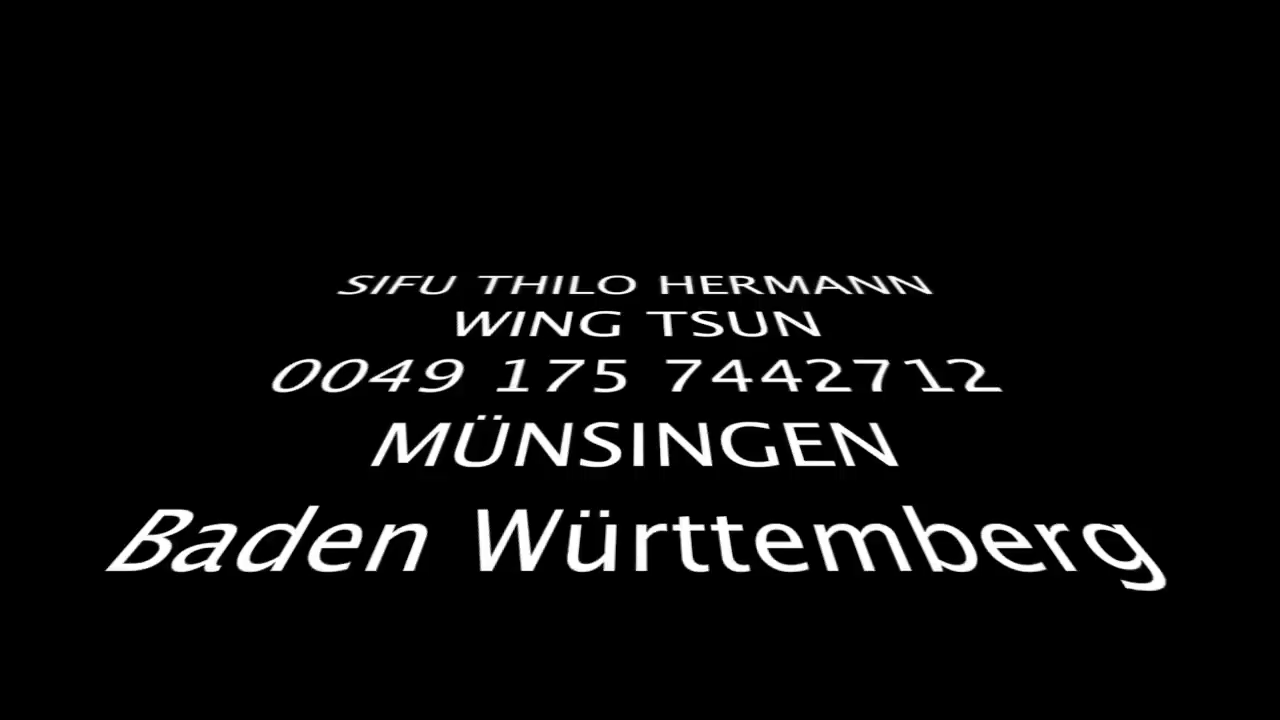 SIFU THILO HERMANN
WING TSUN
0049 175 7442712
MÜNSINGEN
Baden Württemberg